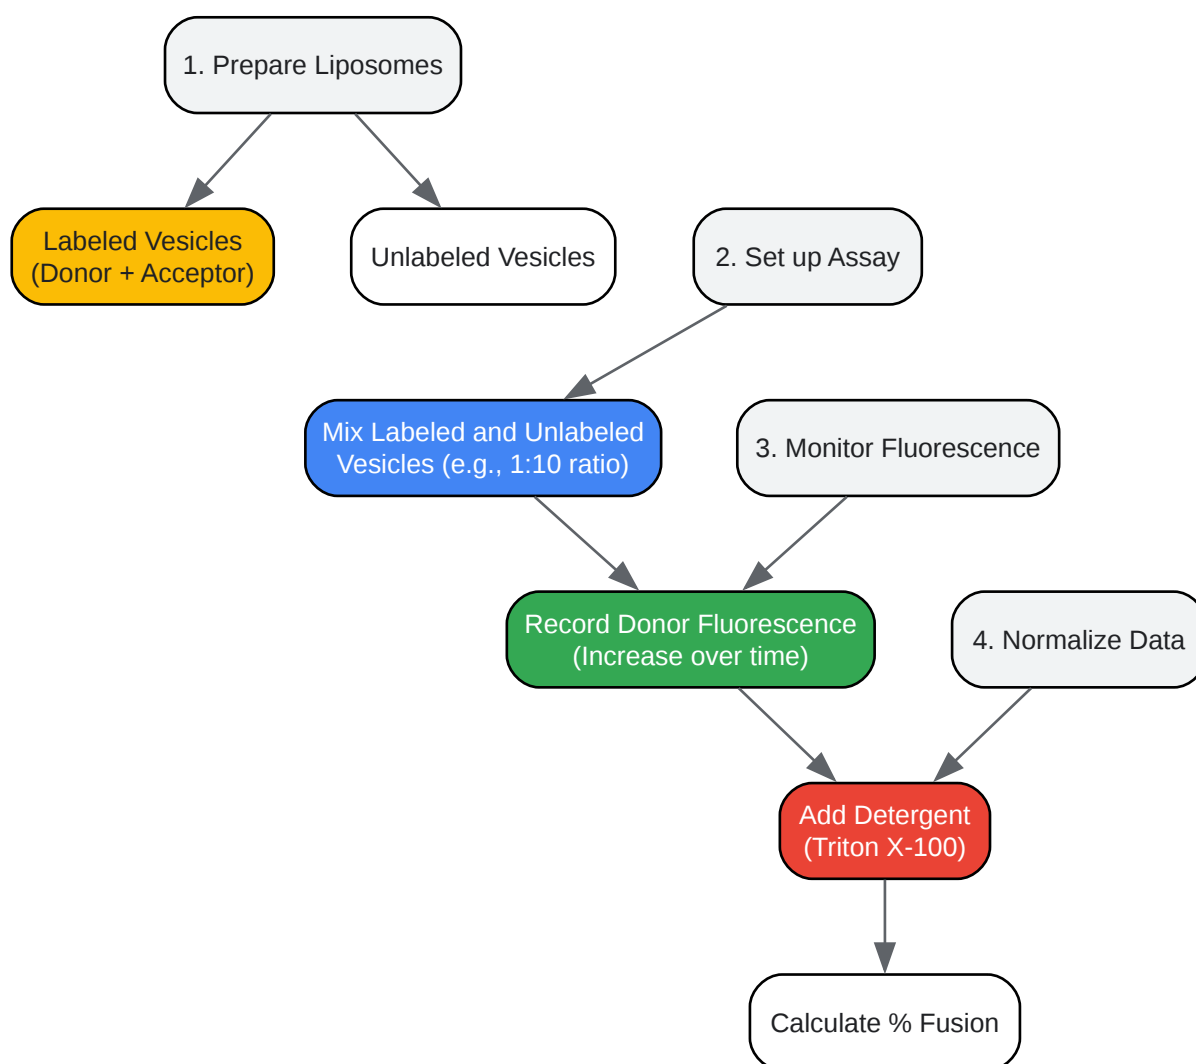 1. Prepare Liposomes
Labeled Vesicles
(Donor + Acceptor)
Unlabeled Vesicles
2. Set up Assay
Mix Labeled and Unlabeled
Vesicles (e.g., 1:10 ratio)
3. Monitor Fluorescence
Record Donor Fluorescence
(Increase over time)
4. Normalize Data
Add Detergent
(Triton X-100)
Calculate % Fusion